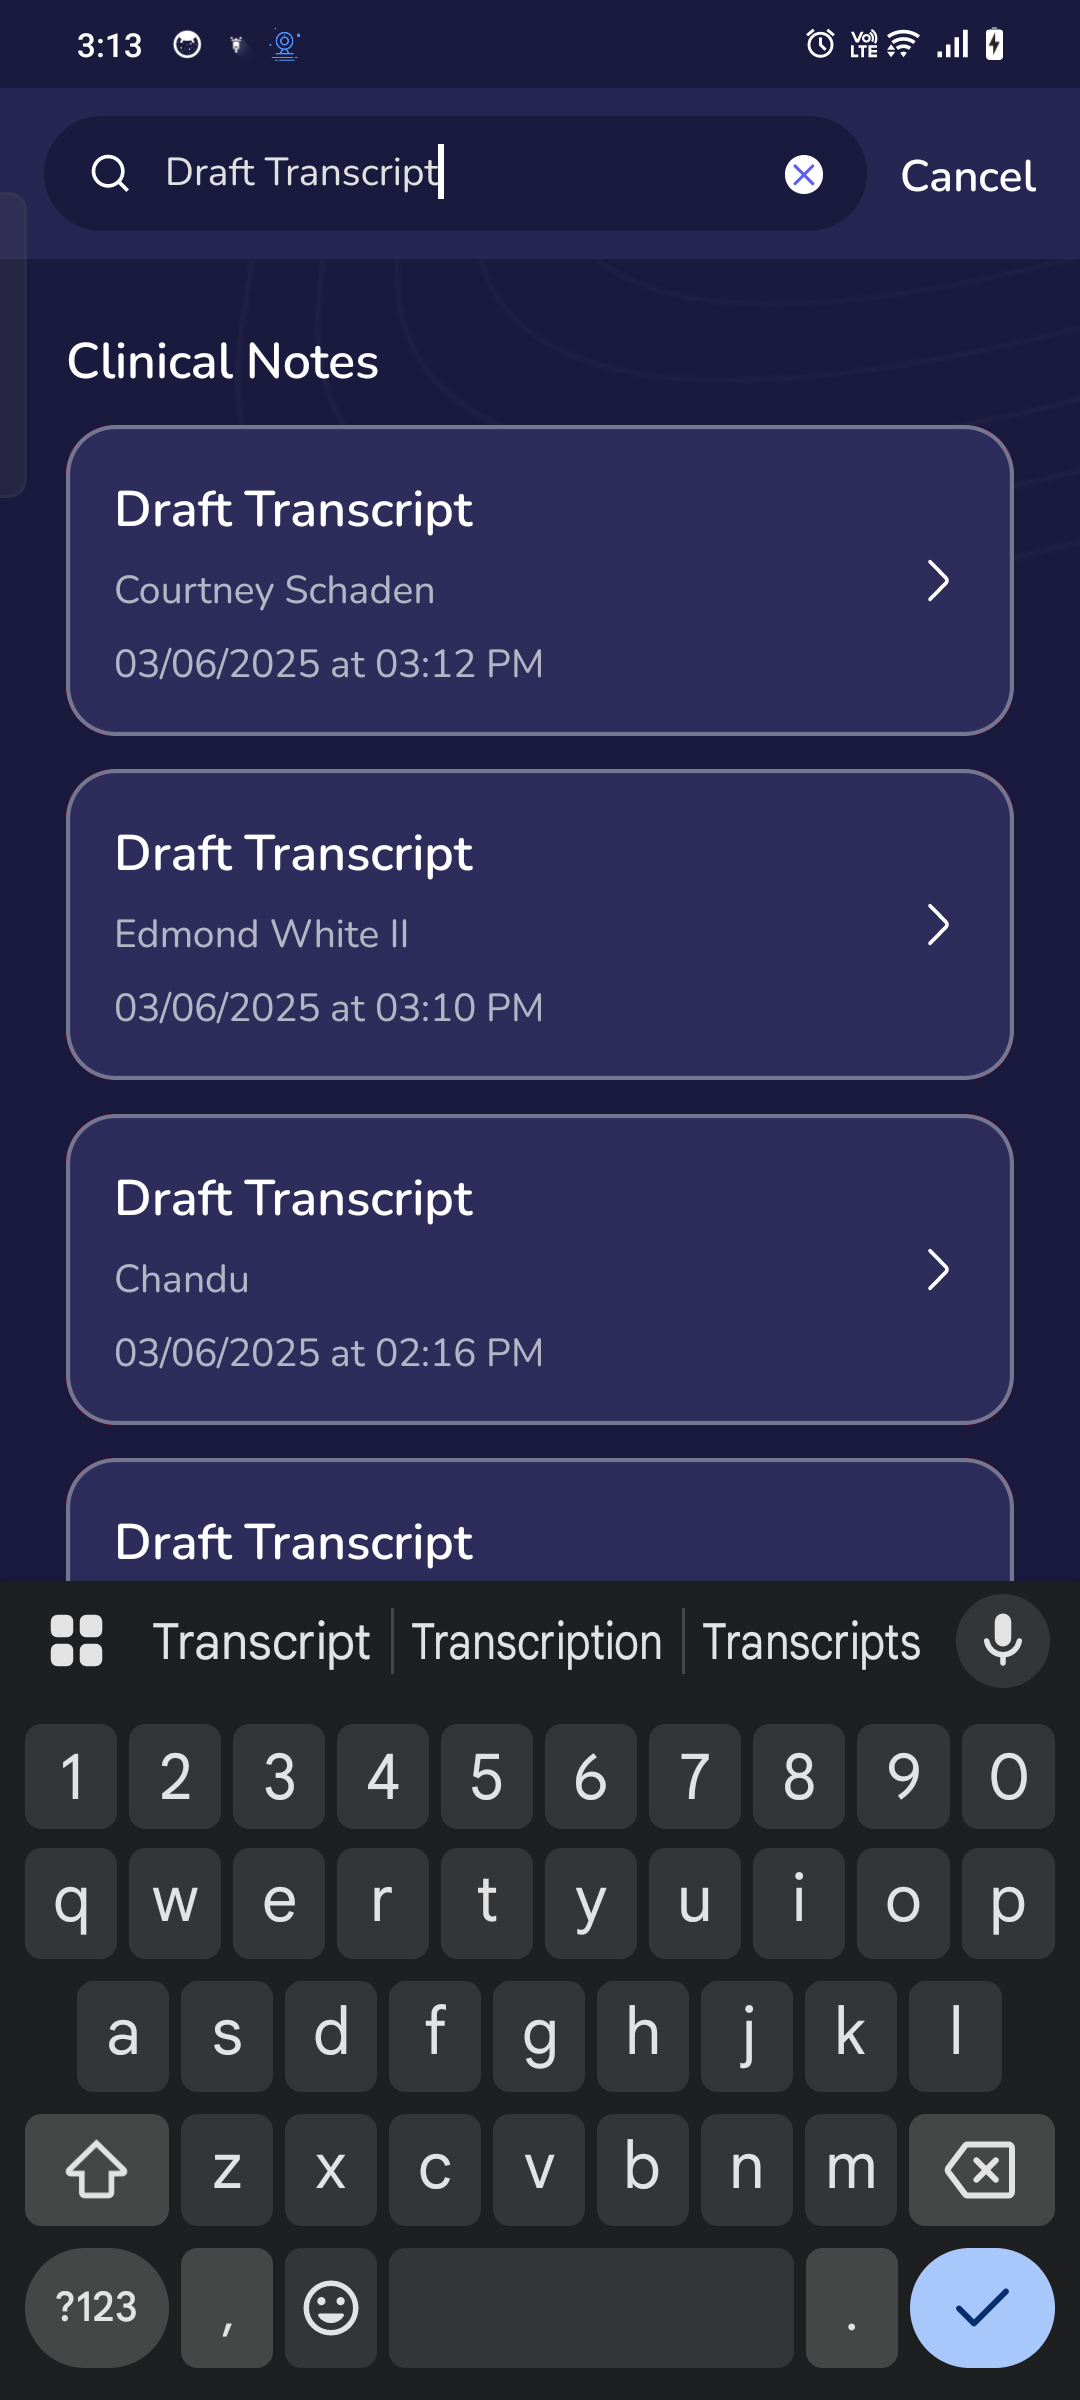 3:13
Vo) LTE
Draft Transcript
Cancel
Clinical Notes
Draft Transcript
Courtney Schaden
03/06/2025 at 03:12 PM
Draft Transcript
Edmond White II
03/06/2025 at 03:10 PM
Draft Transcript
Chandu
03/06/2025 at 02:16 PM
Draft Transcript
Transcript Transcription Transcripts
1 2 3 4 5 6 7 8 9 0
q w e r t y u i o p
a s d f g h j k l
z x c v b n m
?123 , .